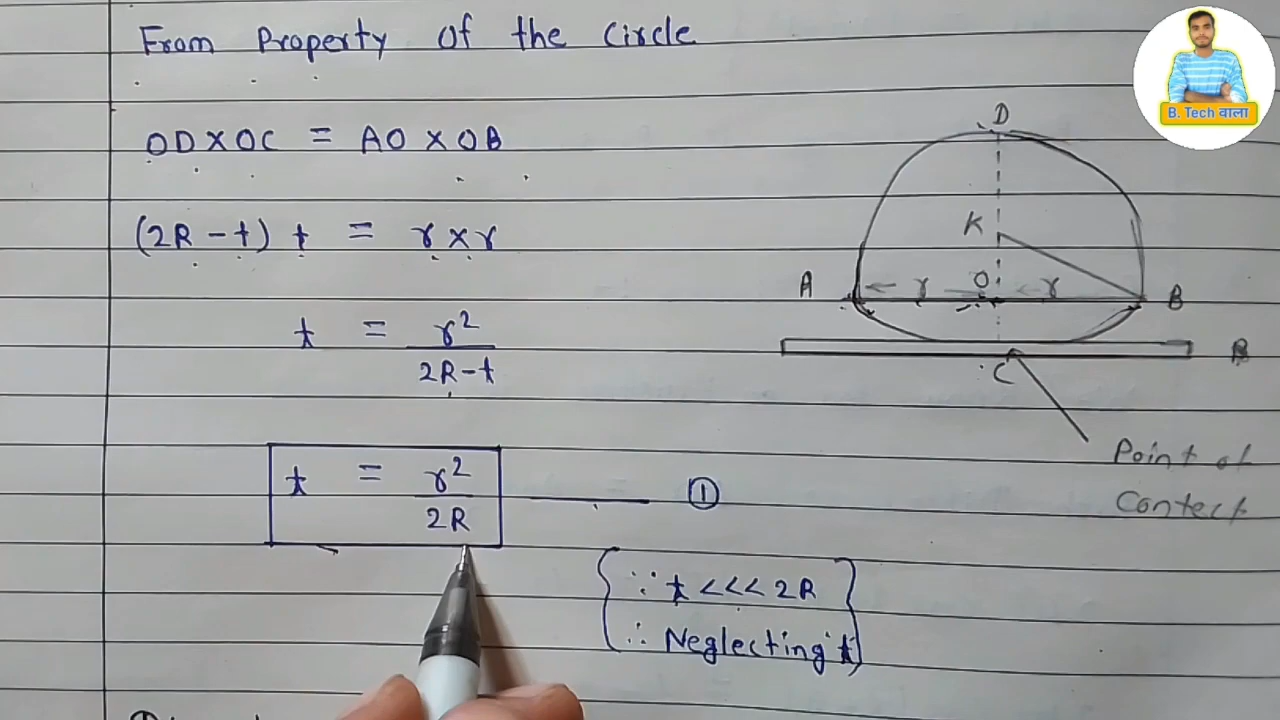 From Property Of the Circle
OD × OC = AO × OB
(2R - t) t = r × r
t = r²
2R - t
t = r²
2R
①
∵ t <<< 2R
∴ Neglecting 't'
D
K
A r O r B
C
Point of
Contect
B. Tech वाला